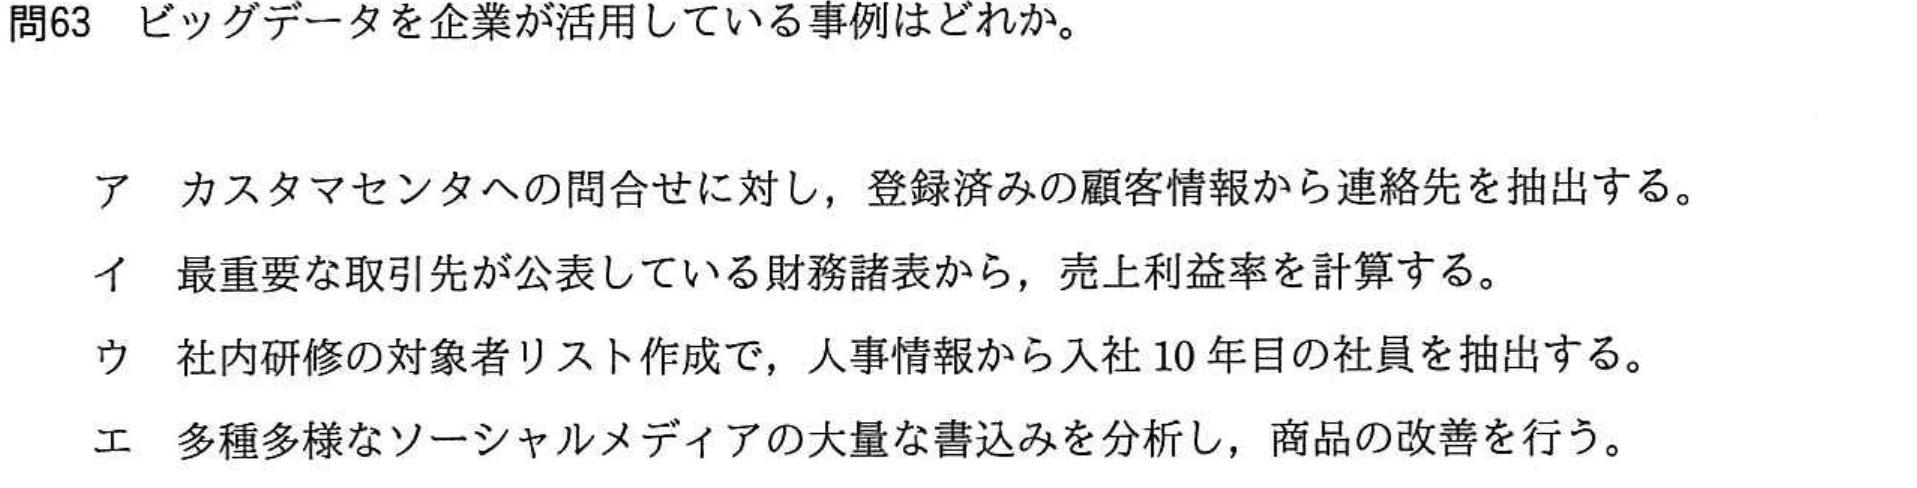 問63　ビッグデータを企業が活用している事例はどれか。
ア　カスタマセンタへの問合せに対し，登録済みの顧客情報から連絡先を抽出する。
イ　最重要な取引先が公表している財務諸表から，売上利益率を計算する。
ウ　社内研修の対象者リスト作成で，人事情報から入社 10 年目の社員を抽出する。
エ　多種多様なソーシャルメディアの大量な書込みを分析し，商品の改善を行う。